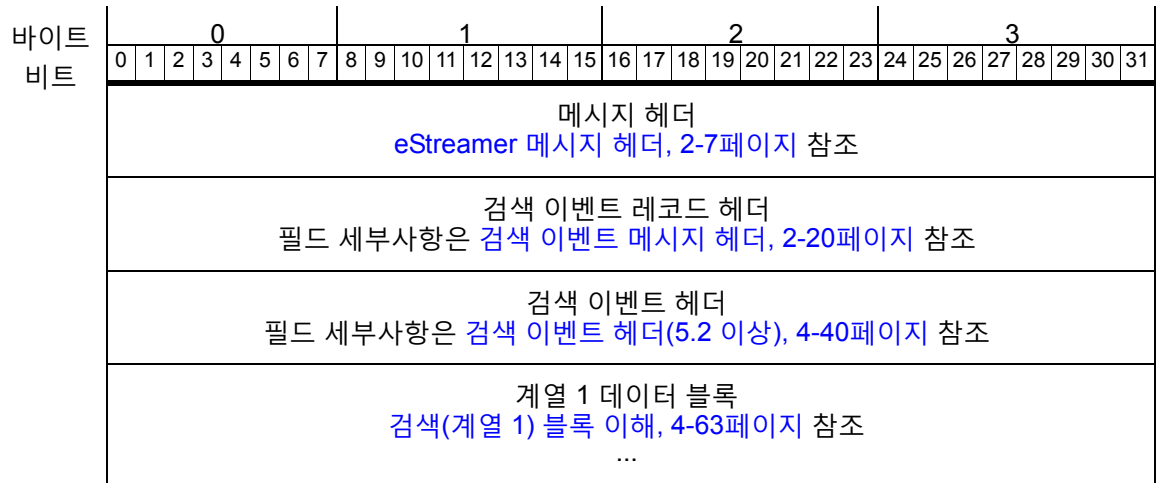 바이트 0 1 2 3
비트 0 1 2 3 4 5 6 7 8 9 10 11 12 13 14 15 16 17 18 19 20 21 22 23 24 25 26 27 28 29 30 31
메시지 헤더
eStreamer 메시지 헤더, 2-7페이지 참조
검색 이벤트 레코드 헤더
필드 세부사항은 검색 이벤트 메시지 헤더, 2-20페이지 참조
검색 이벤트 헤더
필드 세부사항은 검색 이벤트 헤더(5.2 이상), 4-40페이지 참조
계열 1 데이터 블록
검색(계열 1) 블록 이해, 4-63페이지 참조
...